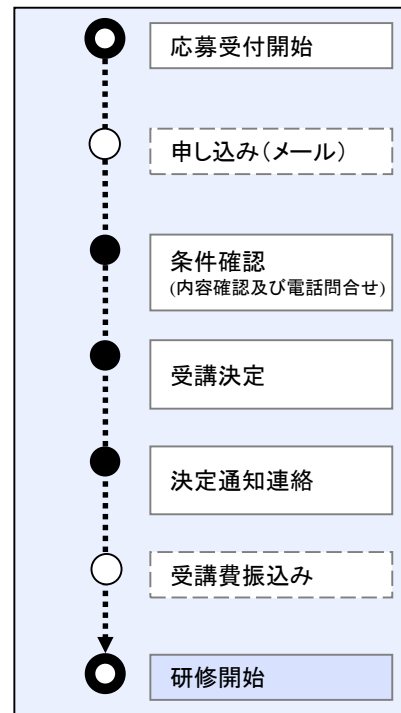 応募受付開始
申し込み（メール）
条件確認
(内容確認及び電話問合せ)
受講決定
決定通知連絡
受講費振込み
研修開始